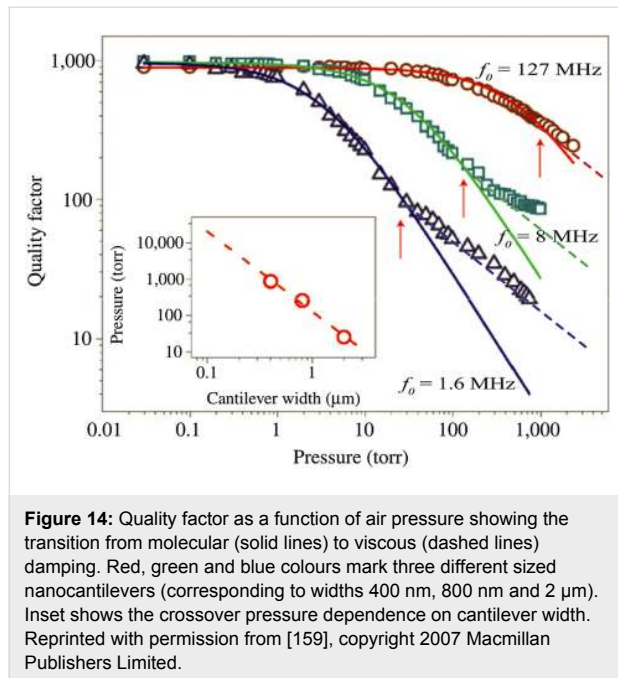 1,000
100
10
Quality factor
fₒ = 127 MHz
fₒ = 8 MHz
fₒ = 1.6 MHz
10,000
1,000
100
10
Pressure (torr)
0.1
1
Cantilever width (μm)
0.01
0.1
1
10
100
1,000
Pressure (torr)
Figure 14: Quality factor as a function of air pressure showing the
transition from molecular (solid lines) to viscous (dashed lines)
damping. Red, green and blue colours mark three different sized
nanocantilevers (corresponding to widths 400 nm, 800 nm and 2 μm).
Inset shows the crossover pressure dependence on cantilever width.
Reprinted with permission from [159], copyright 2007 Macmillan
Publishers Limited.